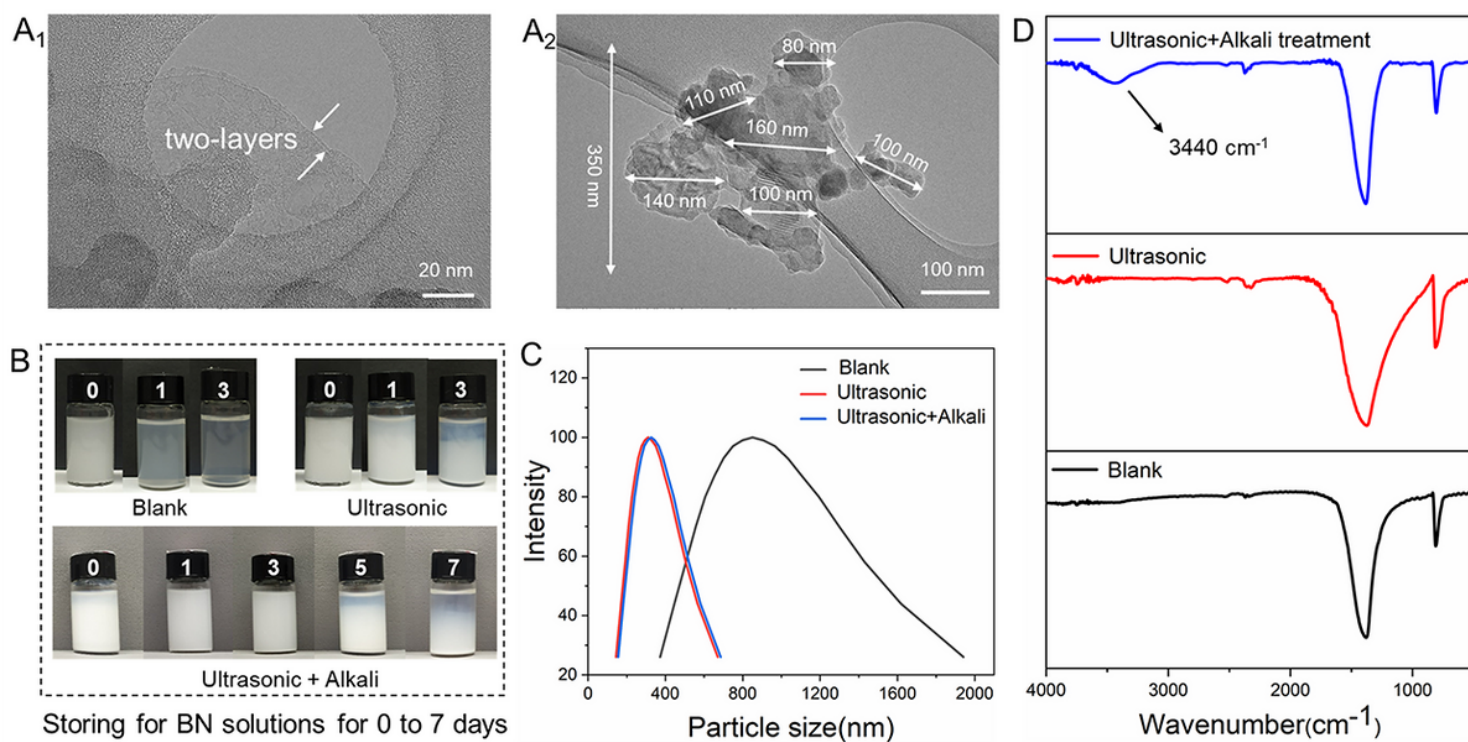 A1
two-layers
20 nm
A2
80 nm
110 nm
160 nm
350 nm
100 nm
140 nm
100 nm
100 nm
B
0 1 3
Blank
0 1 3
Ultrasonic
0 1 3 5 7
Ultrasonic + Alkali
Storing for BN solutions for 0 to 7 days
C
Blank
Ultrasonic
Ultrasonic+Alkali
Intensity
120
100
80
60
40
20
0 400 800 1200 1600 2000
Particle size(nm)
D
Ultrasonic+Alkali treatment
3440 cm-1
Ultrasonic
Blank
4000 3000 2000 1000
Wavenumber(cm-1)